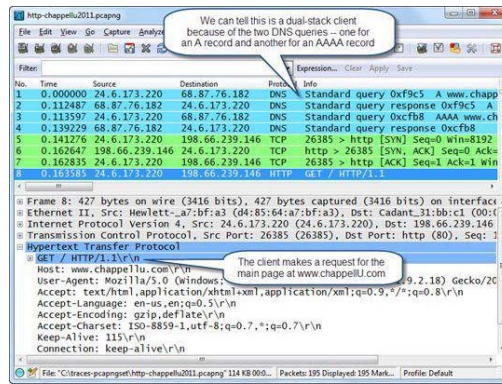 http-chappellu2011.pcapng
File Edit View Go Capture Analyze
We can tell this is a dual-stack client
because of the two DNS queries -- one for
an A record and another for an AAAA record
Filter: Expression... Clear Apply Save
No. Time Source Destination Protocol Info
1 0.000000 24.6.173.220 68.87.76.182 DNS Standard query 0xf9c5 A www.chapp
2 0.112487 68.87.76.182 24.6.173.220 DNS Standard query response 0xf9c5
3 0.113597 24.6.173.220 68.87.76.182 DNS Standard query 0xcfb8 AAAA www.ch
4 0.139229 68.87.76.182 24.6.173.220 DNS Standard query response 0xcfb8
5 0.141276 24.6.173.220 198.66.239.146 TCP 26385 > http [SYN] Seq=0 Win=8192
6 0.162647 198.66.239.146 24.6.173.220 TCP http > 26385 [SYN, ACK] Seq=0 Ack=
7 0.162835 24.6.173.220 198.66.239.146 TCP 26385 > http [ACK] Seq=1 Ack=1 Win
8 0.163585 24.6.173.220 198.66.239.146 HTTP GET / HTTP/1.1
Frame 8: 427 bytes on wire (3416 bits), 427 bytes captured (3416 bits) on interfac
Ethernet II, Src: Hewlett-_a7:bf:a3 (d4:85:64:a7:bf:a3), Dst: Cadant_31:bb:c1 (00:0
Internet Protocol Version 4, Src: 24.6.173.220 (24.6.173.220), Dst: 198.66.239.146
Transmission Control Protocol, Src Port: 26385 (26385), Dst Port: http (80), Seq: 1
Hypertext Transfer Protocol
GET / HTTP/1.1\r\n
The client makes a request for the
main page at www.chappellU.com
Host: www.chappellu.com\r\n
User-Agent: Mozilla/5.0 (Windows; .9.2.18) Gecko/20
Accept: text/html,application/xhtml+xml,application/xml;q=0.9,*/*;q=0.8\r\n
Accept-Language: en-us,en;q=0.5\r\n
Accept-Encoding: gzip,deflate\r\n
Accept-Charset: ISO-8859-1,utf-8;q=0.7,*;q=0.7\r\n
Keep-Alive: 115\r\n
Connection: keep-alive\r\n
File: "C:\traces-pcapngset\http-chappellu2011.pcapng" 114 KB 00:0... Packets: 195 Displayed: 195 Mark... Profile: Default